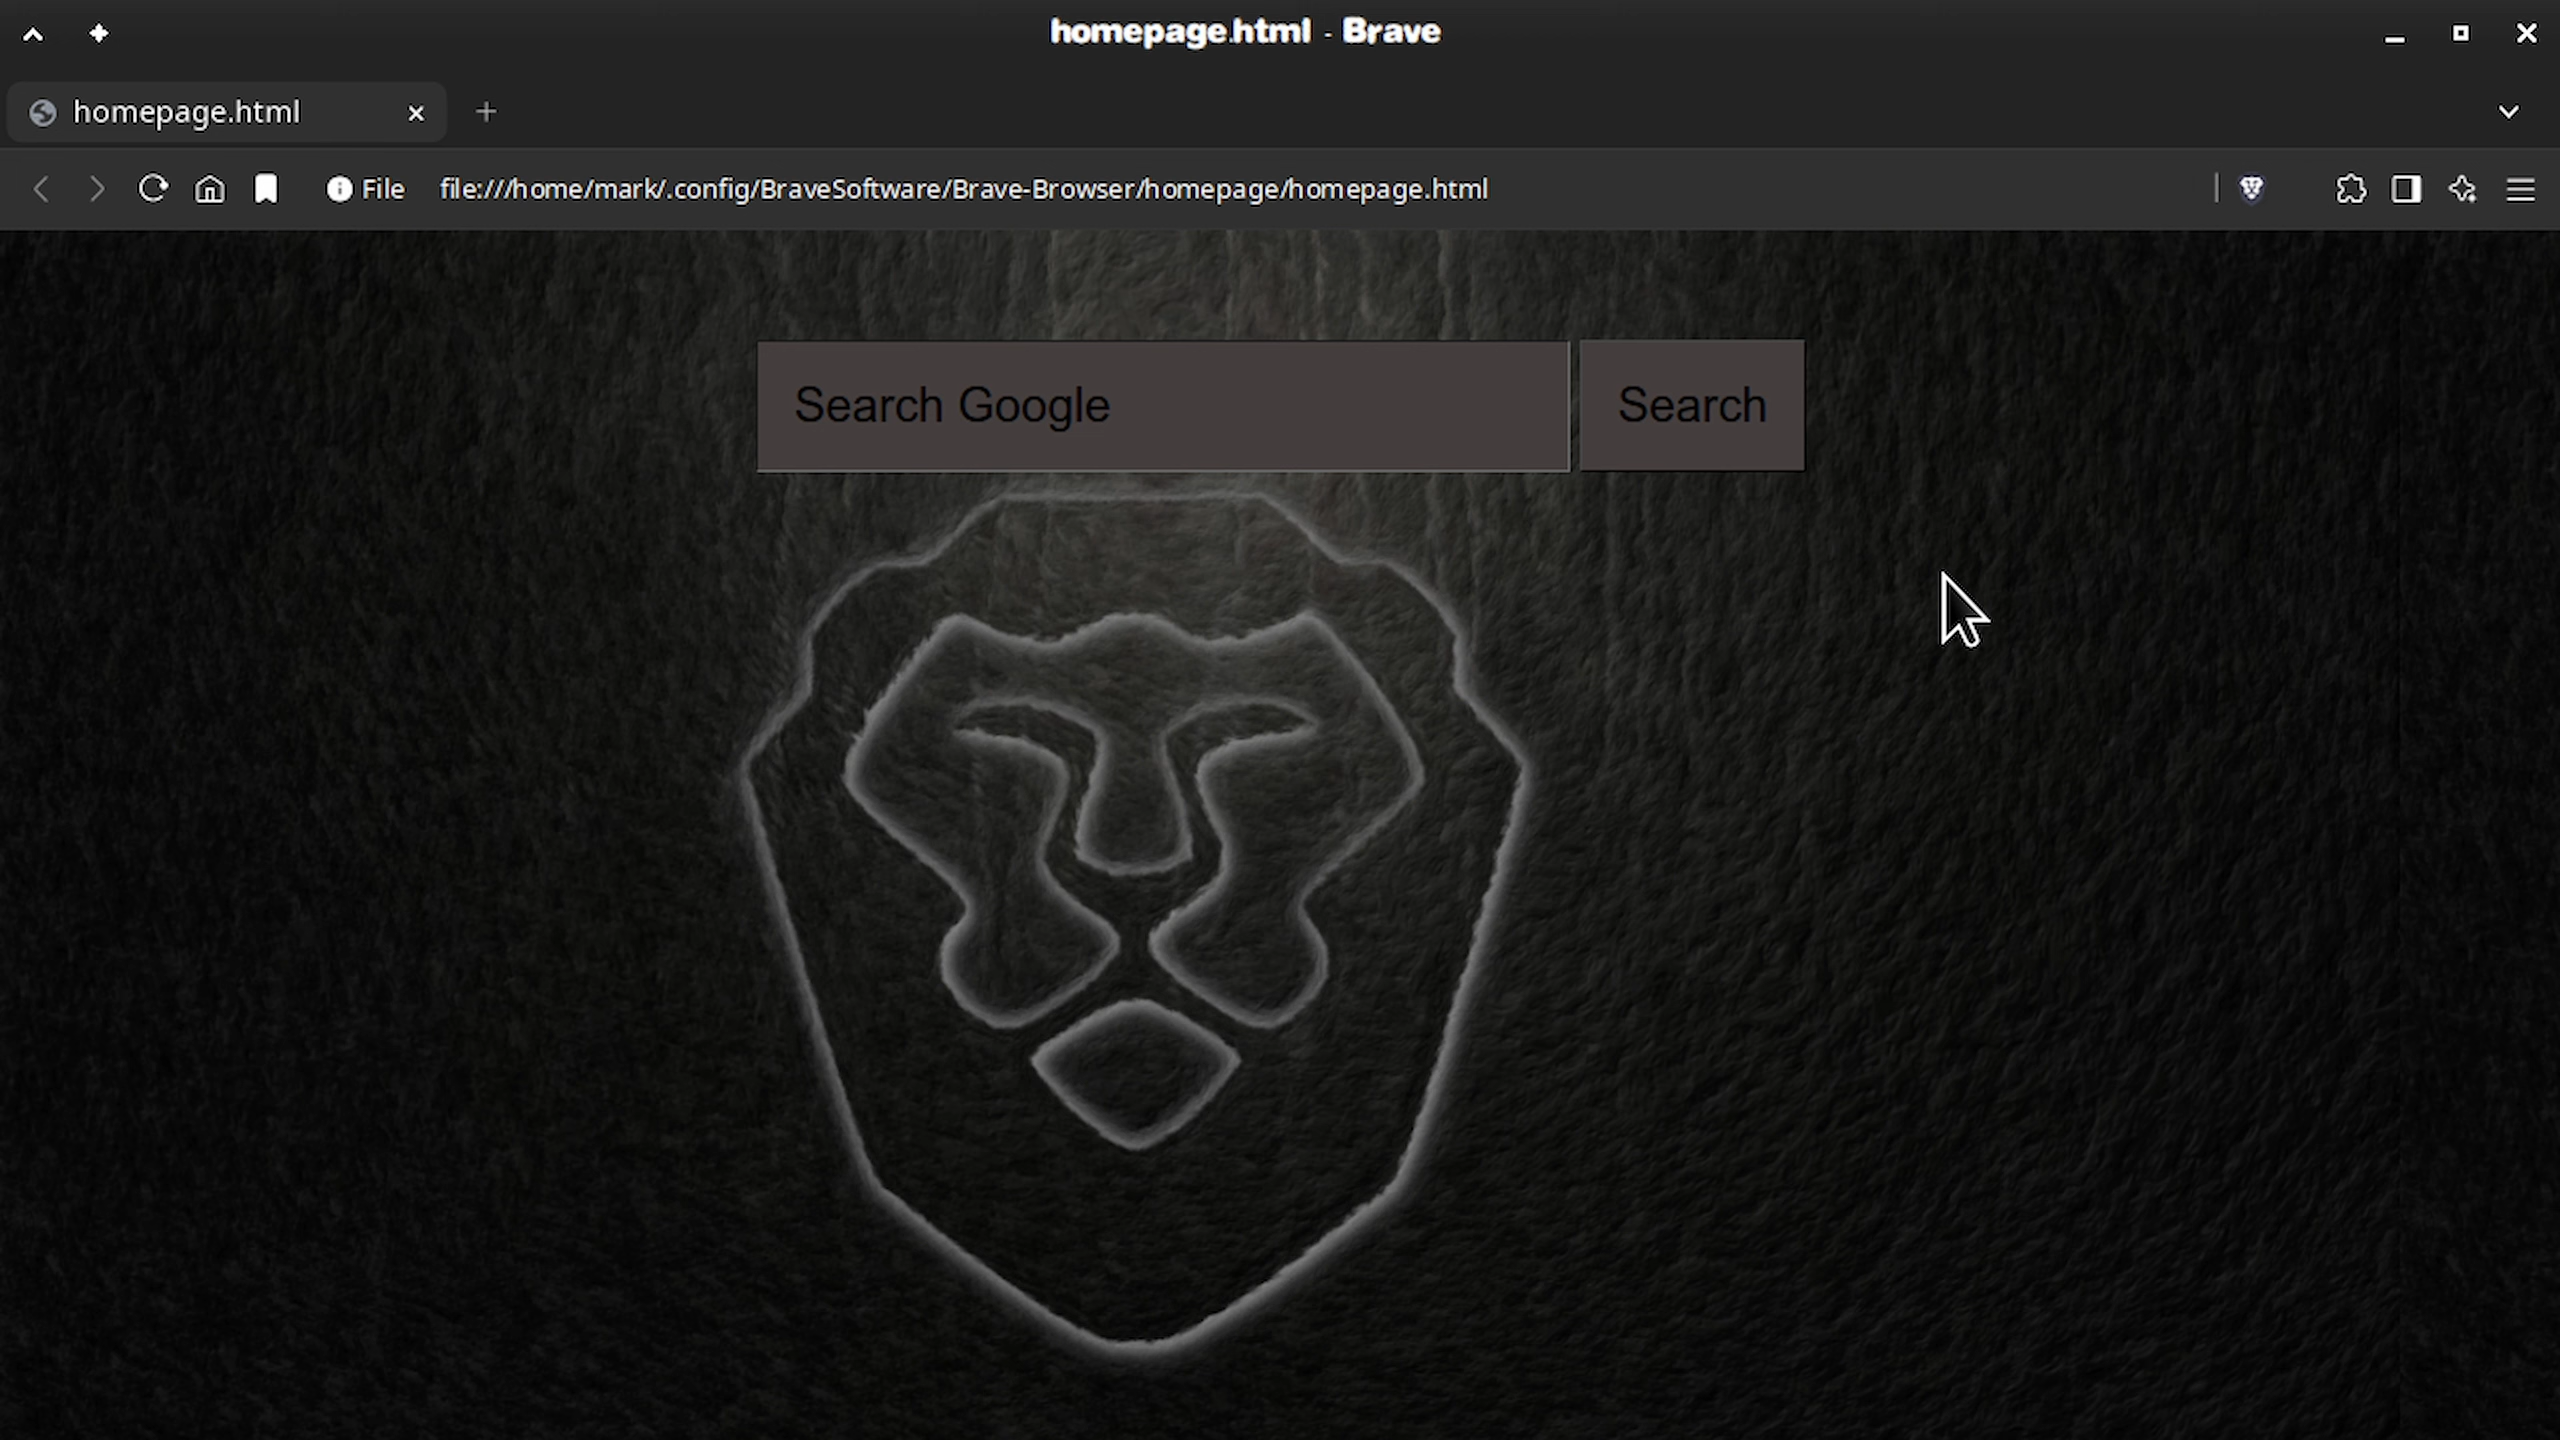 homepage.html - Brave
homepage.html
File file:///home/mark/.config/BraveSoftware/Brave-Browser/homepage/homepage.html
Search Google Search